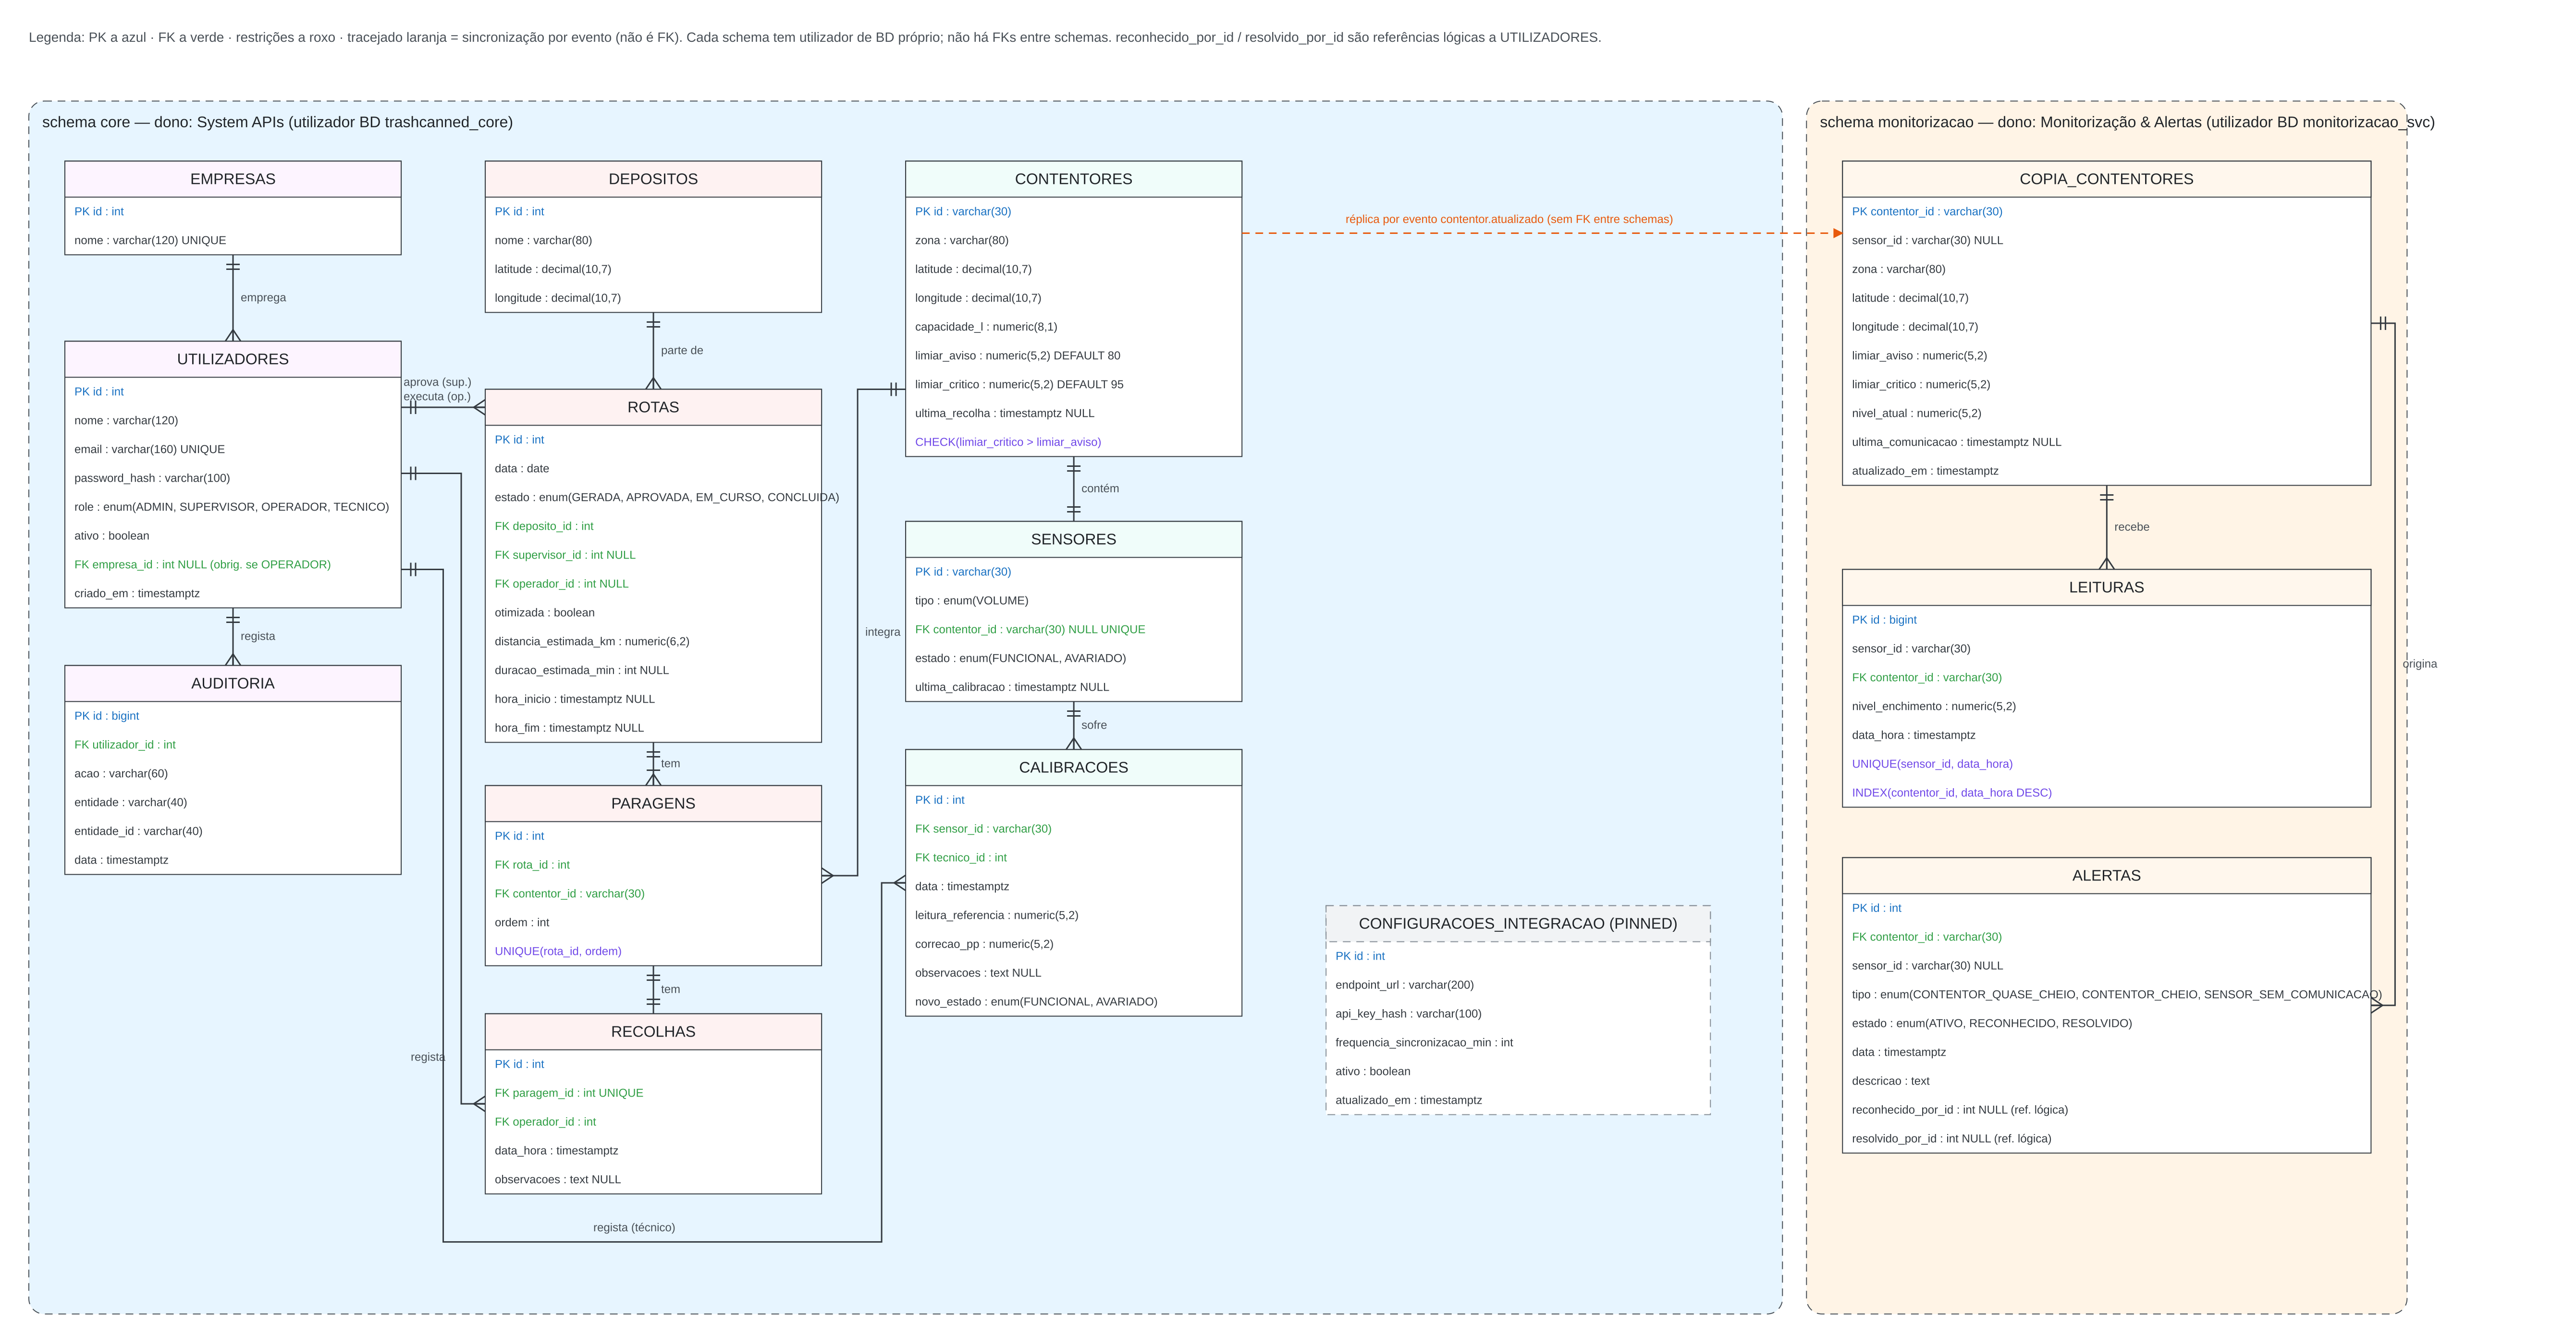 Legenda: PK a azul · FK a verde · restrições a roxo · tracejado laranja = sincronização por evento (não é FK). Cada schema tem utilizador de BD próprio; não há FKs entre schemas. reconhecido_por_id / resolvido_por_id são referências lógicas a UTILIZADORES.
schema core — dono: System APIs (utilizador BD trashcanned_core)
EMPRESAS
PK id : int
nome : varchar(120) UNIQUE
emprega
UTILIZADORES
PK id : int
nome : varchar(120)
email : varchar(160) UNIQUE
password_hash : varchar(100)
role : enum(ADMIN, SUPERVISOR, OPERADOR, TECNICO)
ativo : boolean
FK empresa_id : int NULL (obrig. se OPERADOR)
criado_em : timestamptz
regista
AUDITORIA
PK id : bigint
FK utilizador_id : int
acao : varchar(60)
entidade : varchar(40)
entidade_id : varchar(40)
data : timestamptz
aprova (sup.)
executa (op.)
regista
regista (técnico)
DEPOSITOS
PK id : int
nome : varchar(80)
latitude : decimal(10,7)
longitude : decimal(10,7)
parte de
ROTAS
PK id : int
data : date
estado : enum(GERADA, APROVADA, EM_CURSO, CONCLUIDA)
FK deposito_id : int
FK supervisor_id : int NULL
FK operador_id : int NULL
otimizada : boolean
distancia_estimada_km : numeric(6,2)
duracao_estimada_min : int NULL
hora_inicio : timestamptz NULL
hora_fim : timestamptz NULL
tem
PARAGENS
PK id : int
FK rota_id : int
FK contentor_id : varchar(30)
ordem : int
UNIQUE(rota_id, ordem)
tem
RECOLHAS
PK id : int
FK paragem_id : int UNIQUE
FK operador_id : int
data_hora : timestamptz
observacoes : text NULL
integra
CONTENTORES
PK id : varchar(30)
zona : varchar(80)
latitude : decimal(10,7)
longitude : decimal(10,7)
capacidade_l : numeric(8,1)
limiar_aviso : numeric(5,2) DEFAULT 80
limiar_critico : numeric(5,2) DEFAULT 95
ultima_recolha : timestamptz NULL
CHECK(limiar_critico > limiar_aviso)
contém
SENSORES
PK id : varchar(30)
tipo : enum(VOLUME)
FK contentor_id : varchar(30) NULL UNIQUE
estado : enum(FUNCIONAL, AVARIADO)
ultima_calibracao : timestamptz NULL
sofre
CALIBRACOES
PK id : int
FK sensor_id : varchar(30)
FK tecnico_id : int
data : timestamptz
leitura_referencia : numeric(5,2)
correcao_pp : numeric(5,2)
observacoes : text NULL
novo_estado : enum(FUNCIONAL, AVARIADO)
réplica por evento contentor.atualizado (sem FK entre schemas)
CONFIGURACOES_INTEGRACAO (PINNED)
PK id : int
endpoint_url : varchar(200)
api_key_hash : varchar(100)
frequencia_sincronizacao_min : int
ativo : boolean
atualizado_em : timestamptz
schema monitorizacao — dono: Monitorização & Alertas (utilizador BD monitorizacao_svc)
COPIA_CONTENTORES
PK contentor_id : varchar(30)
sensor_id : varchar(30) NULL
zona : varchar(80)
latitude : decimal(10,7)
longitude : decimal(10,7)
limiar_aviso : numeric(5,2)
limiar_critico : numeric(5,2)
nivel_atual : numeric(5,2)
ultima_comunicacao : timestamptz NULL
atualizado_em : timestamptz
recebe
LEITURAS
PK id : bigint
sensor_id : varchar(30)
FK contentor_id : varchar(30)
nivel_enchimento : numeric(5,2)
data_hora : timestamptz
UNIQUE(sensor_id, data_hora)
INDEX(contentor_id, data_hora DESC)
origina
ALERTAS
PK id : int
FK contentor_id : varchar(30)
sensor_id : varchar(30) NULL
tipo : enum(CONTENTOR_QUASE_CHEIO, CONTENTOR_CHEIO, SENSOR_SEM_COMUNICACAO)
estado : enum(ATIVO, RECONHECIDO, RESOLVIDO)
data : timestamptz
descricao : text
reconhecido_por_id : int NULL (ref. lógica)
resolvido_por_id : int NULL (ref. lógica)